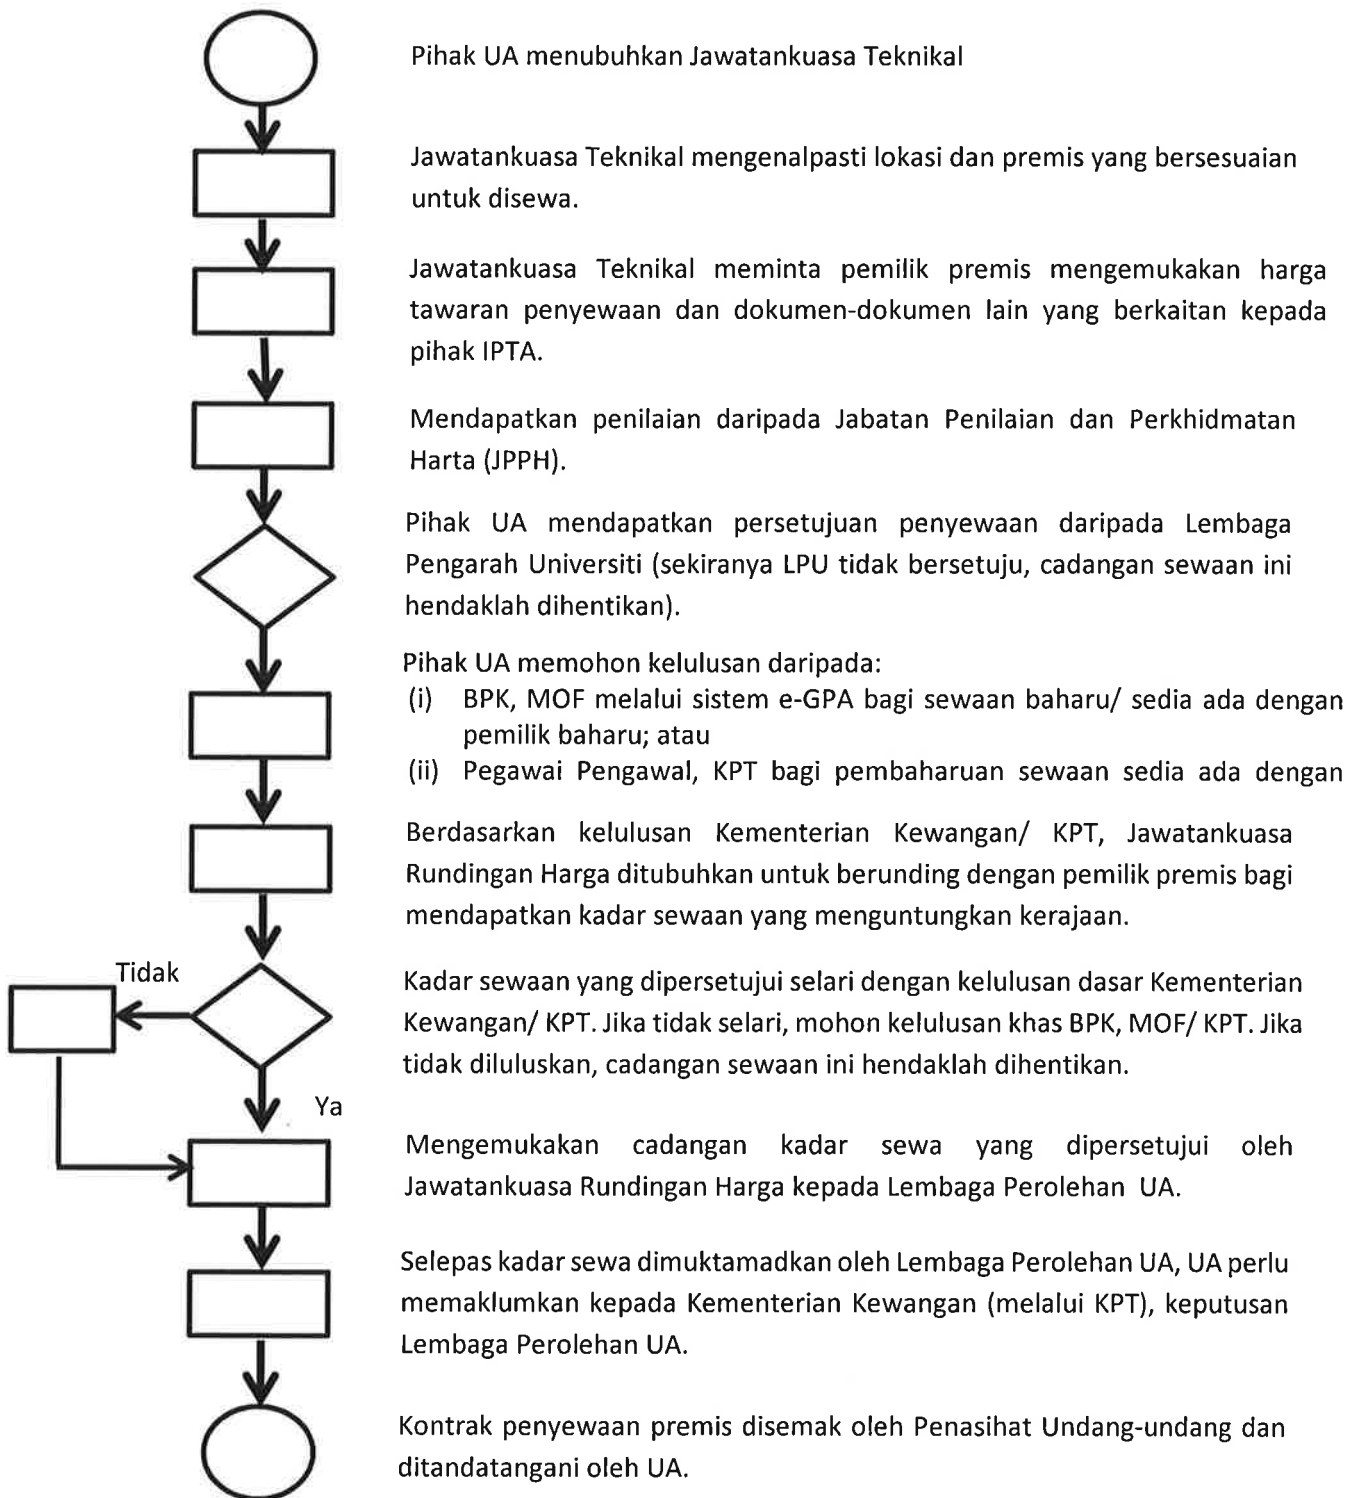 Pihak UA menubuhkan Jawatankuasa Teknikal
Jawatankuasa Teknikal mengenalpasti lokasi dan premis yang bersesuaian
untuk disewa.
Jawatankuasa Teknikal meminta pemilik premis mengemukakan harga
tawaran penyewaan dan dokumen-dokumen lain yang berkaitan kepada
pihak IPTA.
Mendapatkan penilaian daripada Jabatan Penilaian dan Perkhidmatan
Harta (JPPH).
Pihak UA mendapatkan persetujuan penyewaan daripada Lembaga
Pengarah Universiti (sekiranya LPU tidak bersetuju, cadangan sewaan ini
hendaklah dihentikan).
Pihak UA memohon kelulusan daripada:
(i) BPK, MOF melalui sistem e-GPA bagi sewaan baharu/ sedia ada dengan
pemilik baharu; atau
(ii) Pegawai Pengawal, KPT bagi pembaharuan sewaan sedia ada dengan
Berdasarkan kelulusan Kementerian Kewangan/ KPT, Jawatankuasa
Rundingan Harga ditubuhkan untuk berunding dengan pemilik premis bagi
mendapatkan kadar sewaan yang menguntungkan kerajaan.
Tidak
Kadar sewaan yang dipersetujui selari dengan kelulusan dasar Kementerian
Kewangan/ KPT. Jika tidak selari, mohon kelulusan khas BPK, MOF/ KPT. Jika
tidak diluluskan, cadangan sewaan ini hendaklah dihentikan.
Ya
Mengemukakan cadangan kadar sewa yang dipersetujui oleh
Jawatankuasa Rundingan Harga kepada Lembaga Perolehan UA.
Selepas kadar sewa dimuktamadkan oleh Lembaga Perolehan UA, UA perlu
memaklumkan kepada Kementerian Kewangan (melalui KPT), keputusan
Lembaga Perolehan UA.
Kontrak penyewaan premis disemak oleh Penasihat Undang-undang dan
ditandatangani oleh UA.